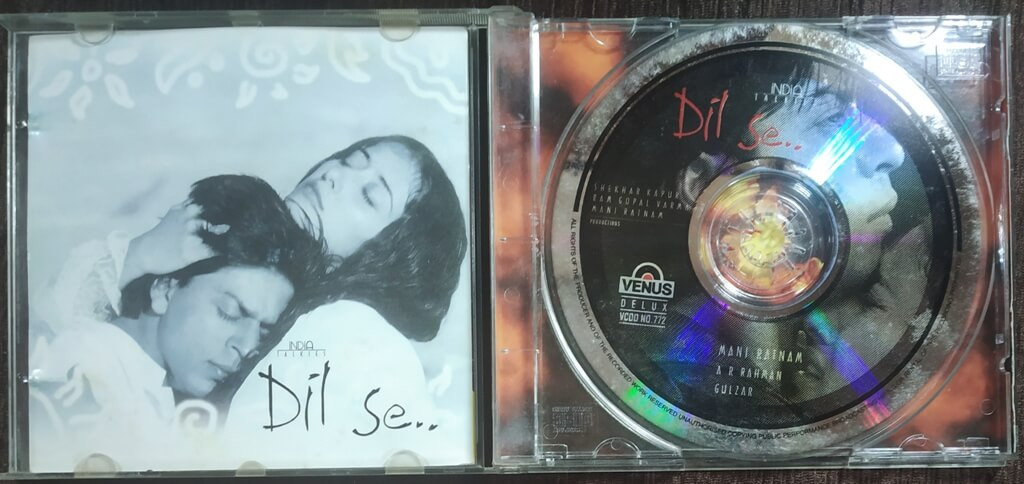 INDIA
TALKIES
Dil se..
INDIA
TALKIES
Dil se..
SHEKHAR KAPUR
RAM GOPAL VARMA
MANI RATNAM
PRODUCTIONS
VENUS
DELUX
VCDD NO.772
MANI RATNAM
A R RAHMAN
GULZAR
ALL RIGHTS OF THE PRODUCER AND OF THE RECORDED WORK RESERVED UNAUTHORISED COPYING PUBLIC PERFORMANCE